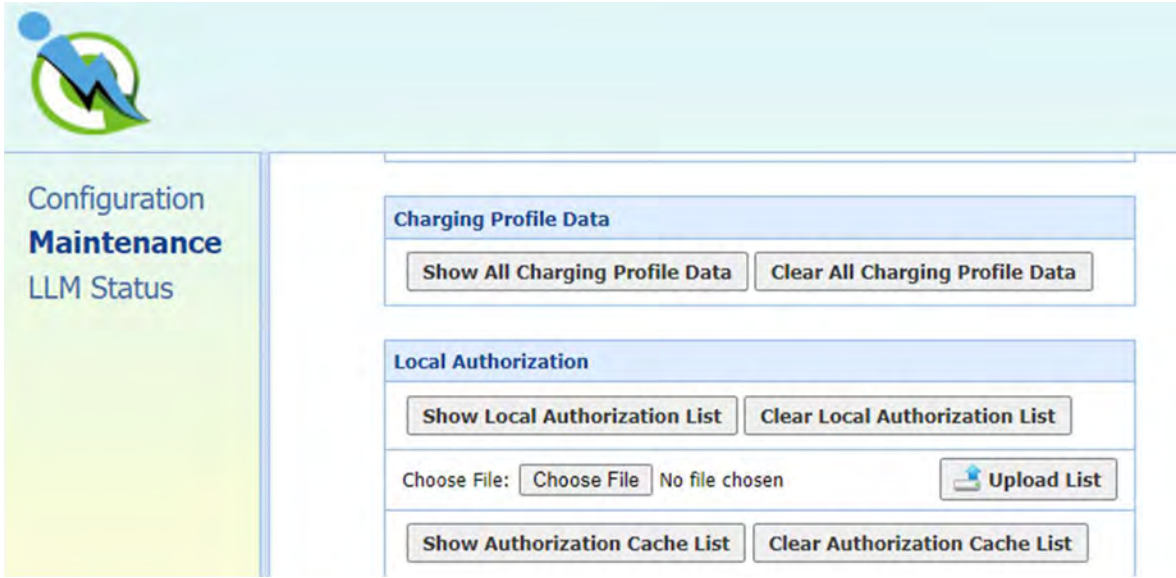 Configuration
Maintenance
LLM Status
Charging Profile Data
Show All Charging Profile Data Clear All Charging Profile Data
Local Authorization
Show Local Authorization List Clear Local Authorization List
Choose File: Choose File No file chosen Upload List
Show Authorization Cache List Clear Authorization Cache List